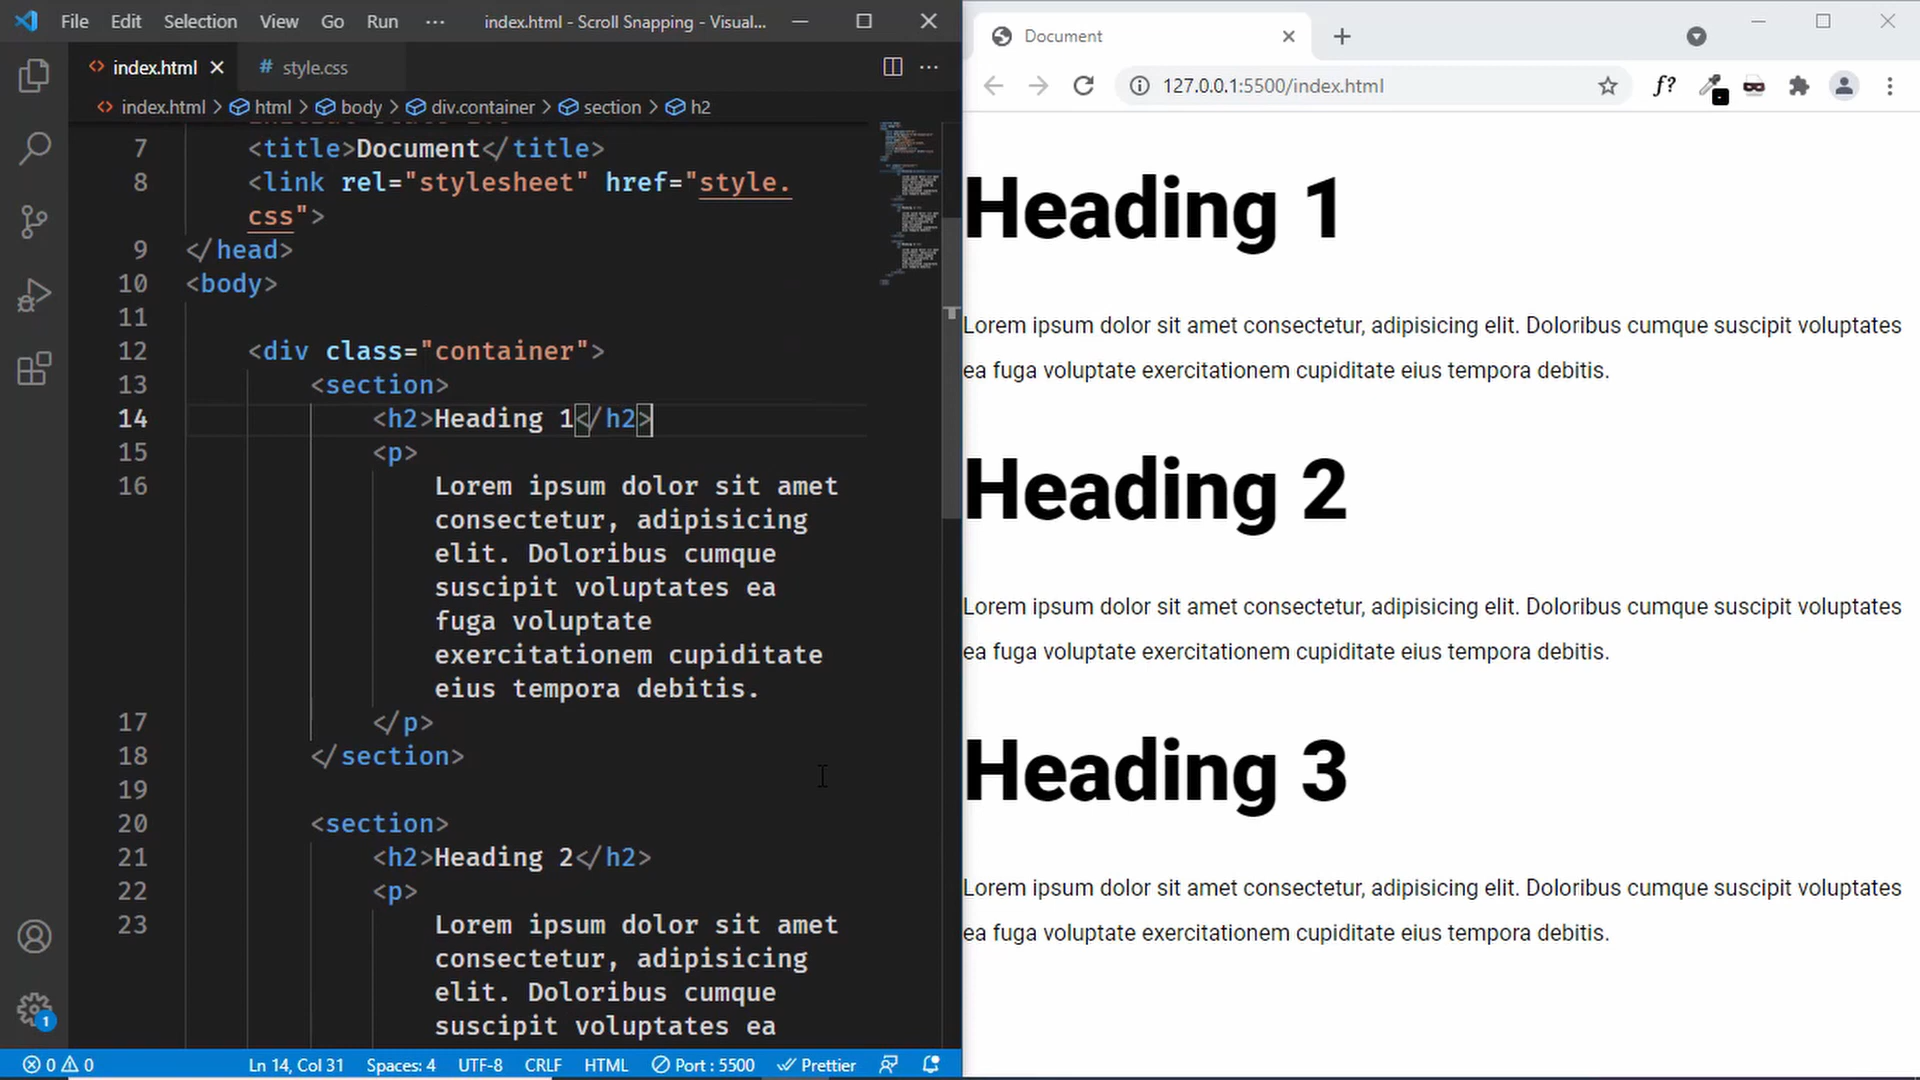 File Edit Selection View Go Run ··· index.html - Scroll Snapping - Visual...
index.html # style.css
index.html > html > body > div.container > section > h2
7 <title>Document</title>
8 <link rel="stylesheet" href="style.
css">
9 </head>
10 <body>
11
12 <div class="container">
13 <section>
14 <h2>Heading 1</h2>
15 <p>
16 Lorem ipsum dolor sit amet
consectetur, adipisicing
elit. Doloribus cumque
suscipit voluptates ea
fuga voluptate
exercitationem cupiditate
eius tempora debitis.
17 </p>
18 </section>
19
20 <section>
21 <h2>Heading 2</h2>
22 <p>
23 Lorem ipsum dolor sit amet
consectetur, adipisicing
elit. Doloribus cumque
suscipit voluptates ea
1
0 0 Ln 14, Col 31 Spaces: 4 UTF-8 CRLF HTML Port : 5500 Prettier
Document
127.0.0.1:5500/index.html f?
Heading 1
Lorem ipsum dolor sit amet consectetur, adipisicing elit. Doloribus cumque suscipit voluptates
ea fuga voluptate exercitationem cupiditate eius tempora debitis.
Heading 2
Lorem ipsum dolor sit amet consectetur, adipisicing elit. Doloribus cumque suscipit voluptates
ea fuga voluptate exercitationem cupiditate eius tempora debitis.
Heading 3
Lorem ipsum dolor sit amet consectetur, adipisicing elit. Doloribus cumque suscipit voluptates
ea fuga voluptate exercitationem cupiditate eius tempora debitis.